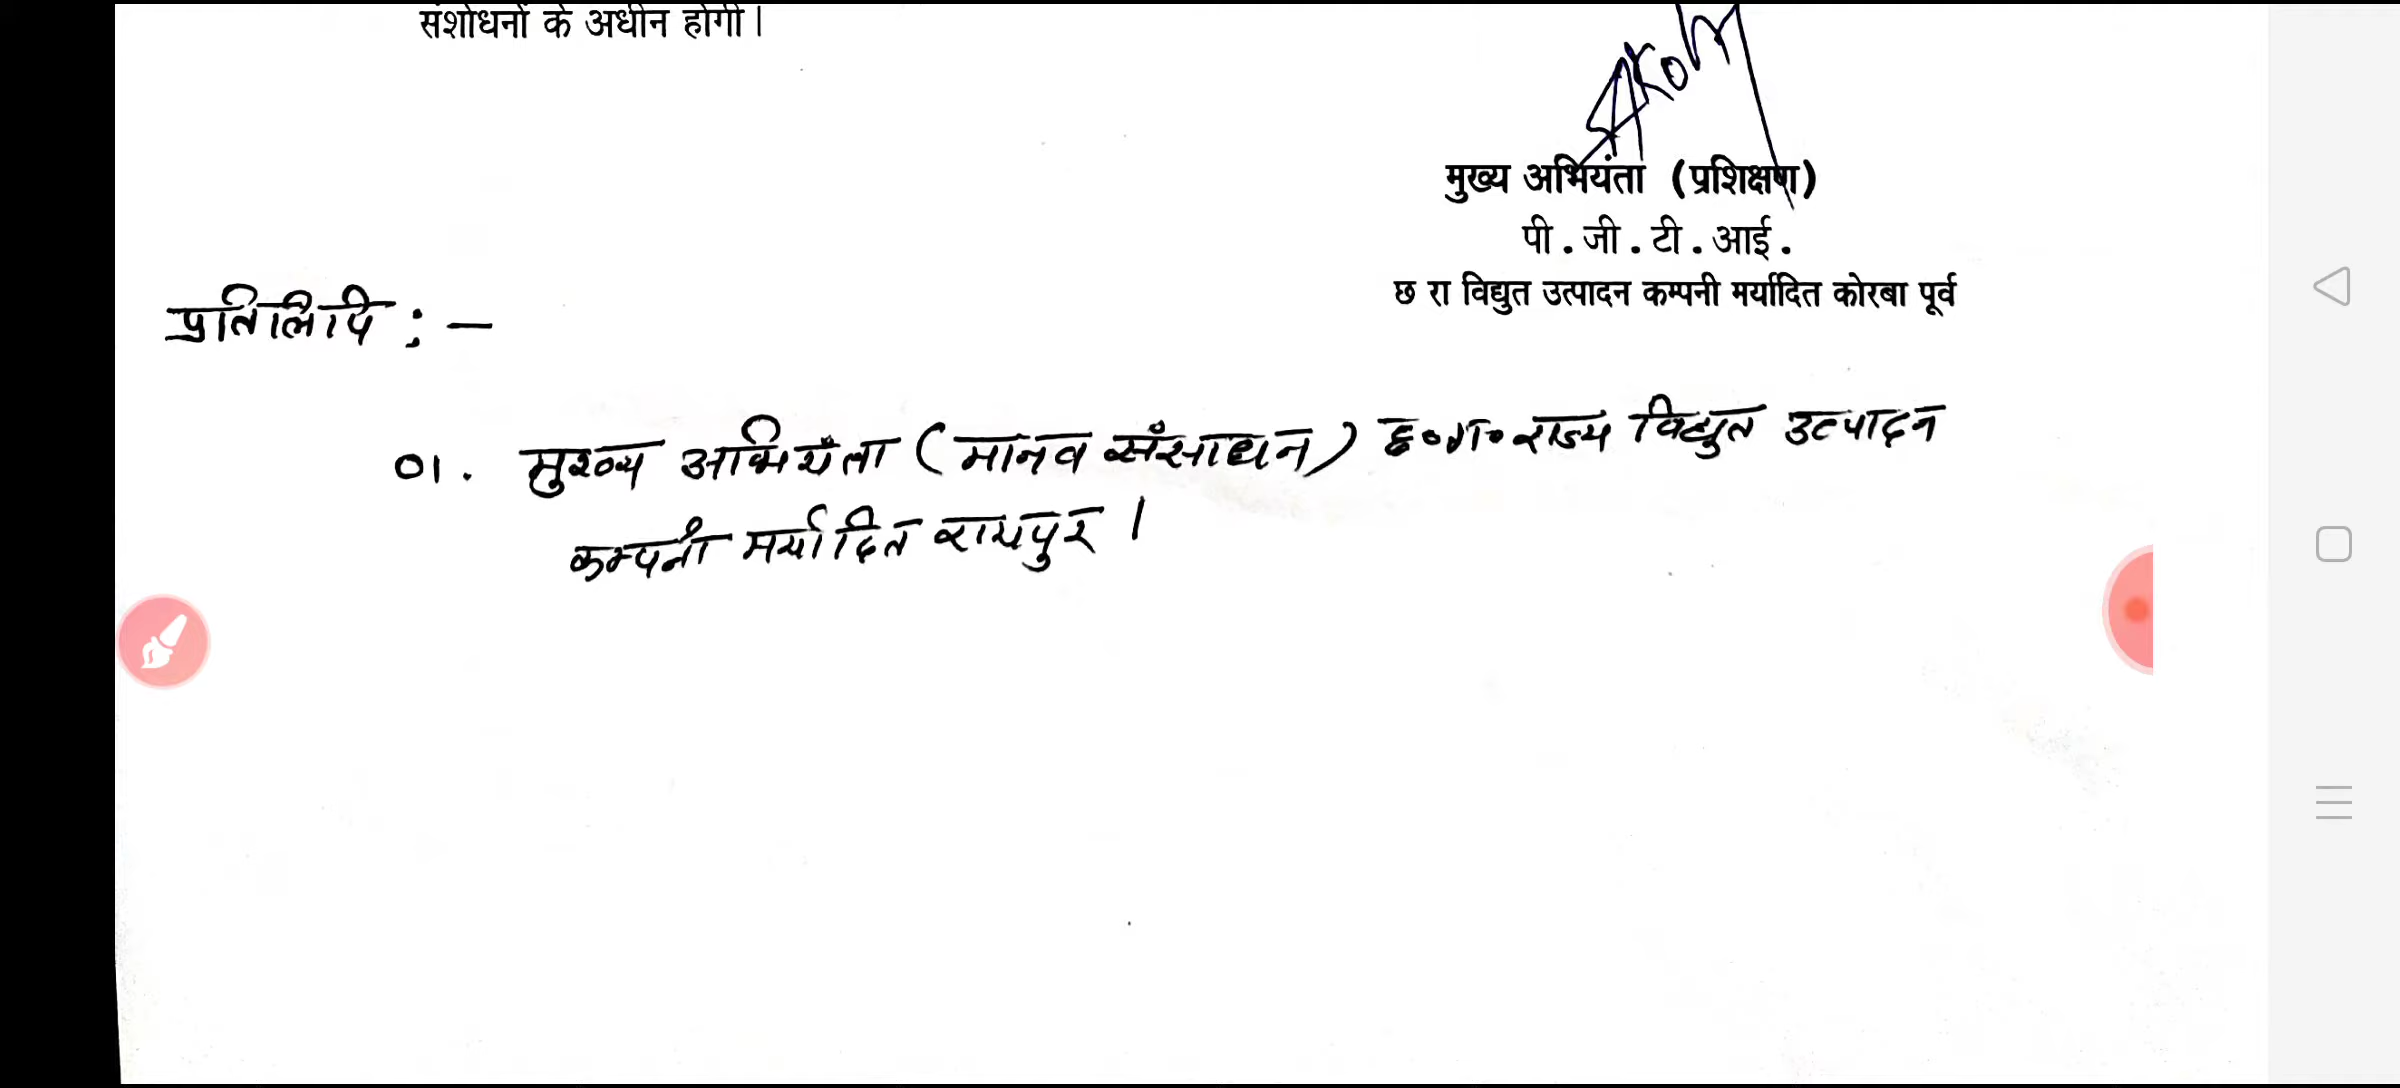 संशोधनों के अधीन होगी।
मुख्य अभियंता (प्रशिक्षण)
पी.जी.टी.आई.
छ रा विद्युत उत्पादन कम्पनी मर्यादित कोरबा पूर्व
प्रतिलिपि :-
01. मुख्य अभियंता (मानव संसाधन) छ॰ग॰ राज्य विद्युत उत्पादन
कम्पनी मर्यादित रायपुर।